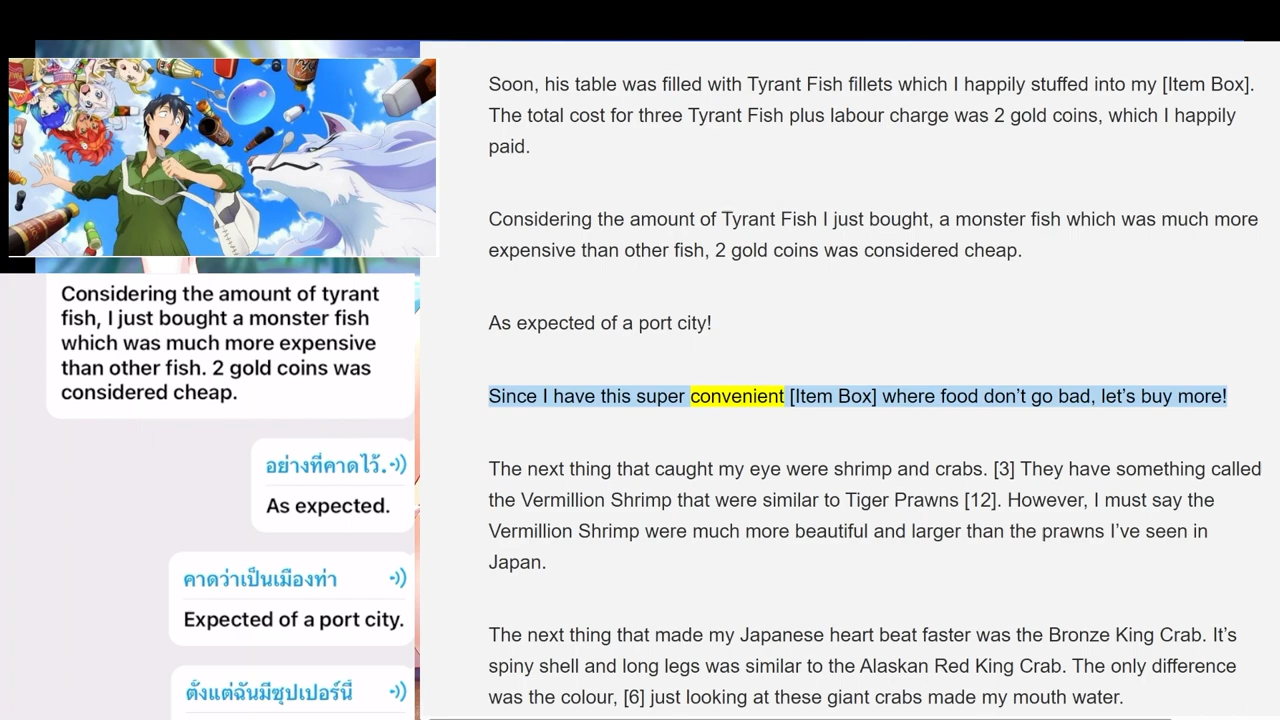 Considering the amount of tyrant
fish, I just bought a monster fish
which was much more expensive
than other fish. 2 gold coins was
considered cheap.
อย่างที่คาดไว้.
As expected.
คาดว่าเป็นเมืองท่า
Expected of a port city.
ตั้งแต่ฉันมีซุปเปอร์นี้
Soon, his table was filled with Tyrant Fish fillets which I happily stuffed into my [Item Box].
The total cost for three Tyrant Fish plus labour charge was 2 gold coins, which I happily
paid.
Considering the amount of Tyrant Fish I just bought, a monster fish which was much more
expensive than other fish, 2 gold coins was considered cheap.
As expected of a port city!
Since I have this super convenient [Item Box] where food don’t go bad, let’s buy more!
The next thing that caught my eye were shrimp and crabs. [3] They have something called
the Vermillion Shrimp that were similar to Tiger Prawns [12]. However, I must say the
Vermillion Shrimp were much more beautiful and larger than the prawns I’ve seen in
Japan.
The next thing that made my Japanese heart beat faster was the Bronze King Crab. It’s
spiny shell and long legs was similar to the Alaskan Red King Crab. The only difference
was the colour, [6] just looking at these giant crabs made my mouth water.